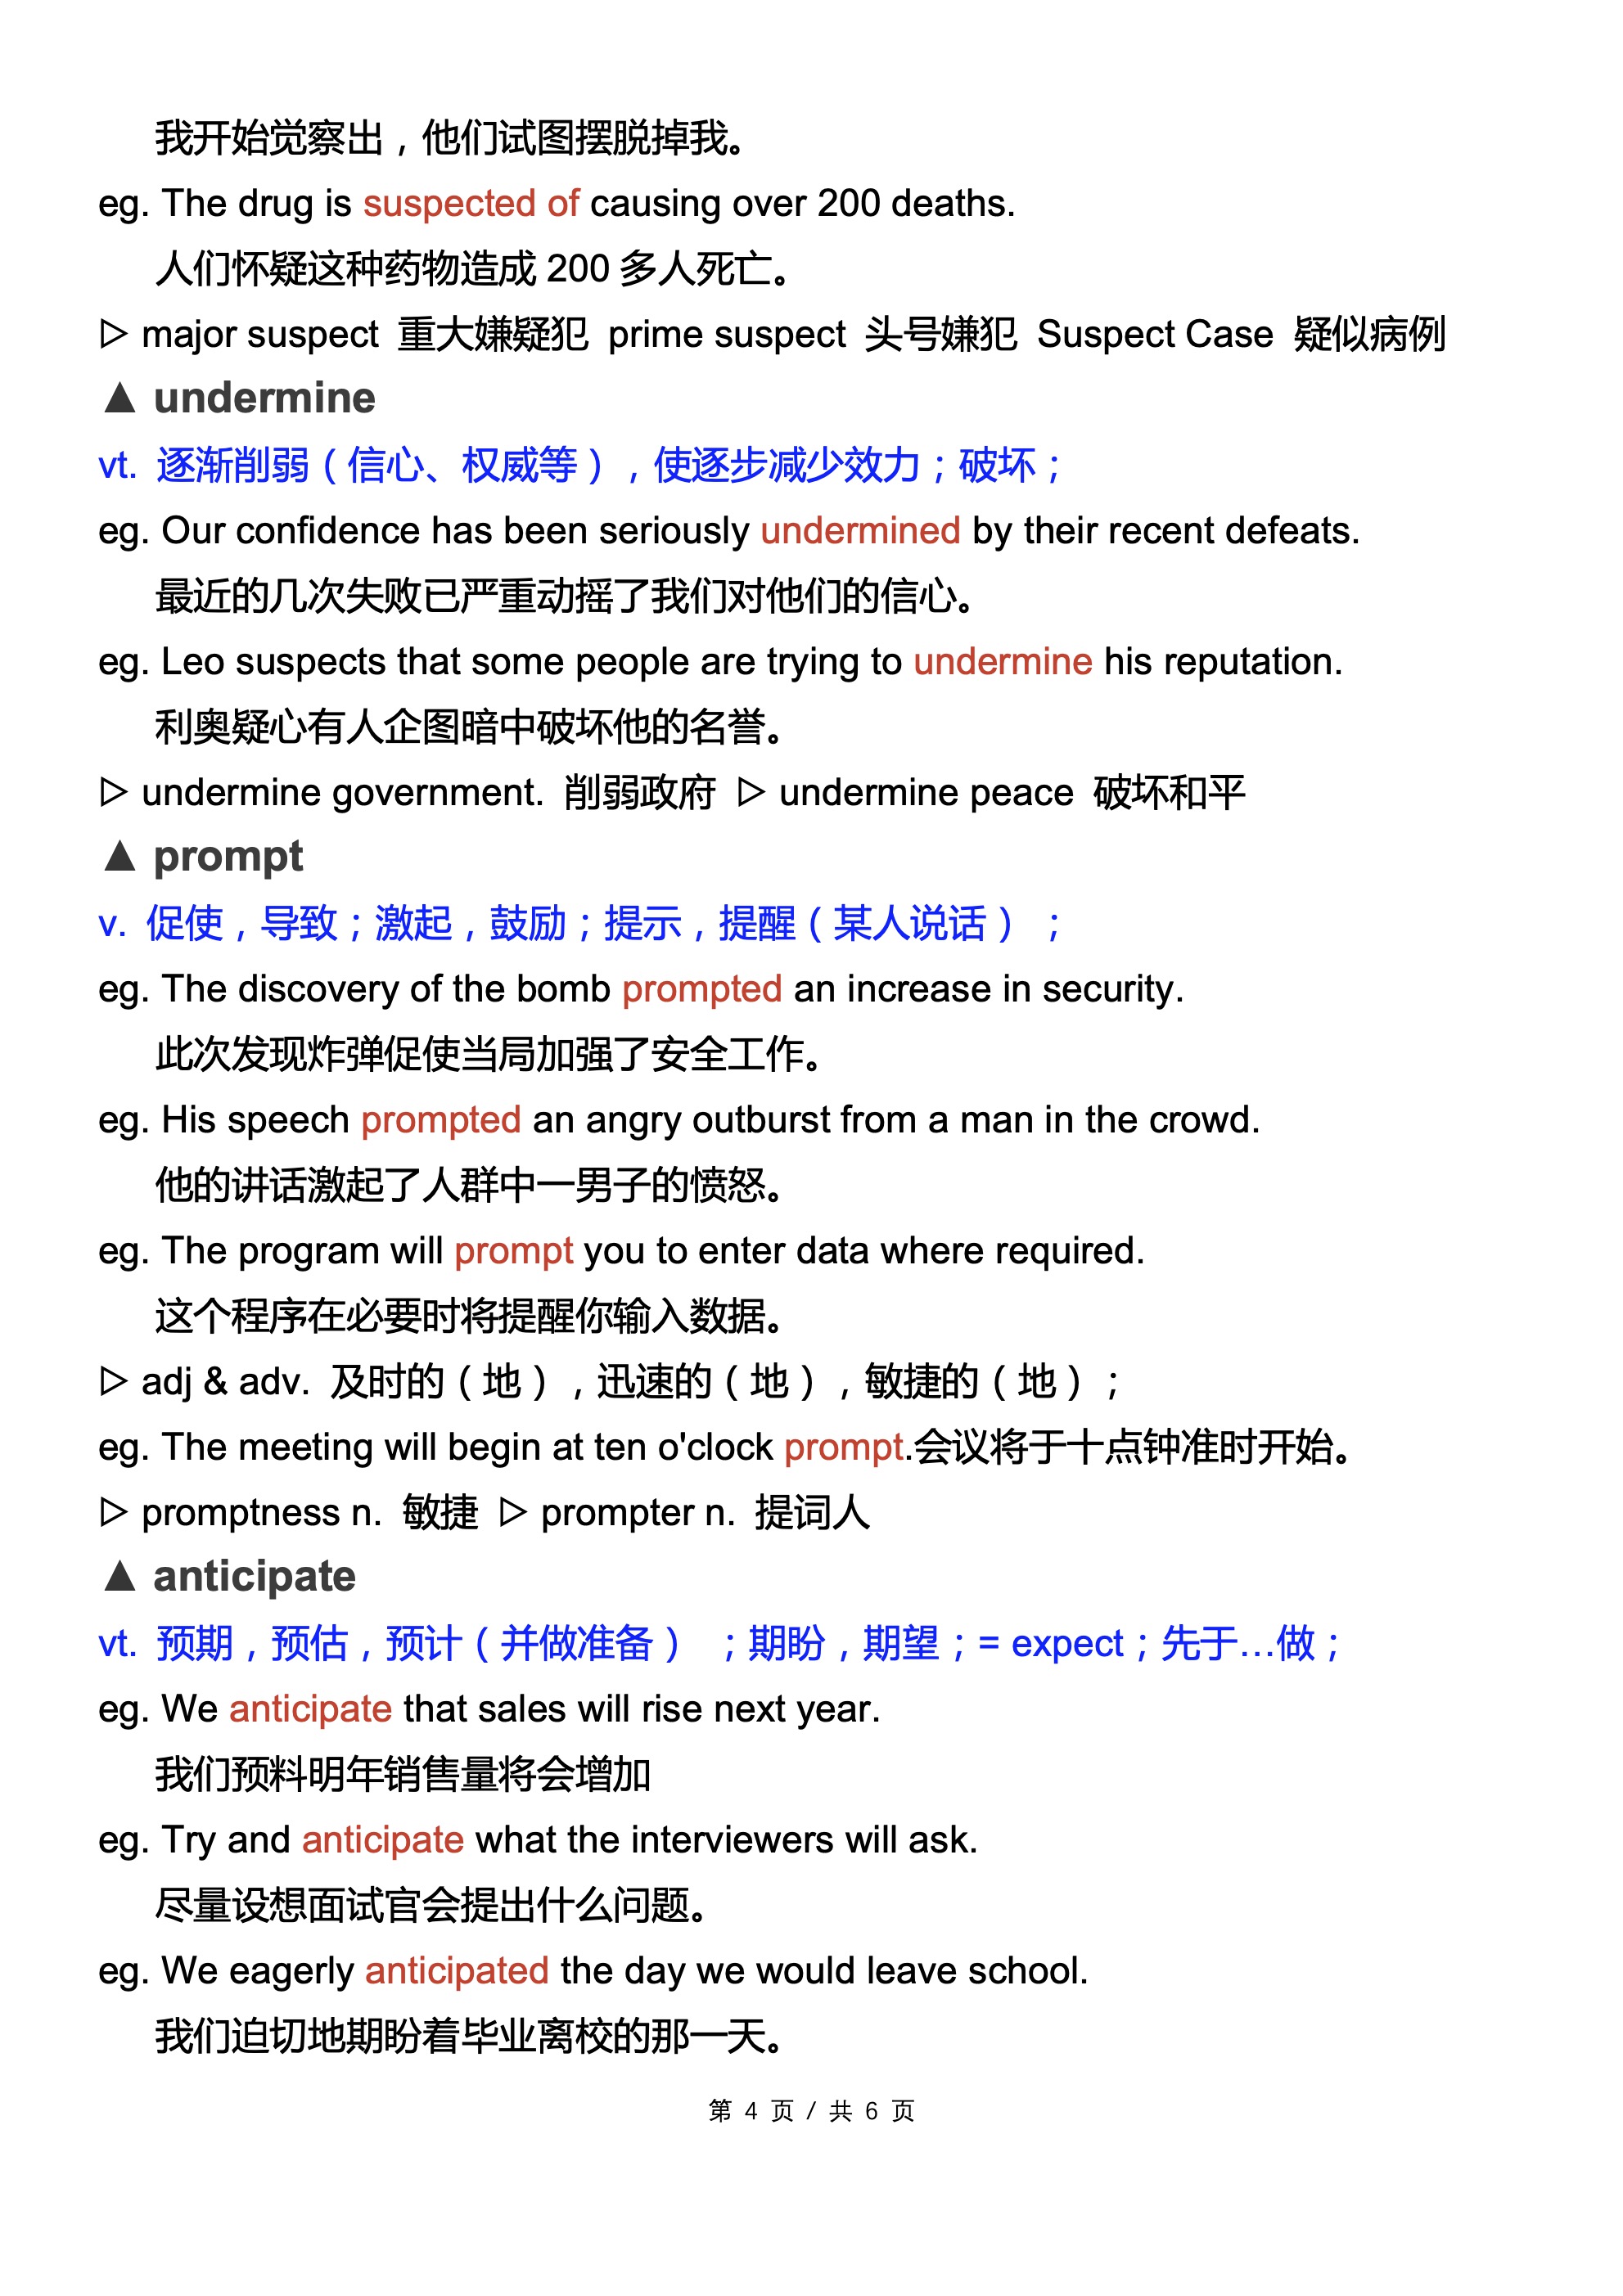 我开始觉察出，他们试图摆脱掉我。
eg. The drug is suspected of causing over 200 deaths.
人们怀疑这种药物造成 200 多人死亡。
▷ major suspect 重大嫌疑犯 prime suspect 头号嫌犯 Suspect Case 疑似病例
▲ undermine
vt. 逐渐削弱（信心、权威等），使逐步减少效力；破坏；
eg. Our confidence has been seriously undermined by their recent defeats.
最近的几次失败已严重动摇了我们对他们的信心。
eg. Leo suspects that some people are trying to undermine his reputation.
利奥疑心有人企图暗中破坏他的名誉。
▷ undermine government. 削弱政府 ▷ undermine peace 破坏和平
▲ prompt
v. 促使，导致；激起，鼓励；提示，提醒（某人说话）；
eg. The discovery of the bomb prompted an increase in security.
此次发现炸弹促使当局加强了安全工作。
eg. His speech prompted an angry outburst from a man in the crowd.
他的讲话激起了人群中一男子的愤怒。
eg. The program will prompt you to enter data where required.
这个程序在必要时将提醒你输入数据。
▷ adj & adv. 及时的（地），迅速的（地），敏捷的（地）；
eg. The meeting will begin at ten o'clock prompt.会议将于十点钟准时开始。
▷ promptness n. 敏捷 ▷ prompter n. 提词人
▲ anticipate
vt. 预期，预估，预计（并做准备） ；期盼，期望；= expect；先于…做；
eg. We anticipate that sales will rise next year.
我们预料明年销售量将会增加
eg. Try and anticipate what the interviewers will ask.
尽量设想面试官会提出什么问题。
eg. We eagerly anticipated the day we would leave school.
我们迫切地期盼着毕业离校的那一天。
第 4 页 / 共 6 页